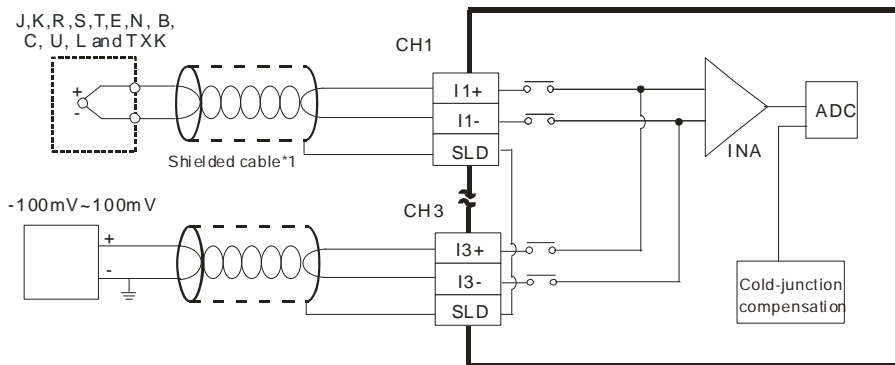 J,K,R,S,T,E,N, B,
C, U, L and TXK
+
-
Shielded cable*1
CH1
I1+
I1-
SLD
INA
ADC
-100mV~100mV
+
-
CH3
I3+
I3-
SLD
Cold-junction
compensation